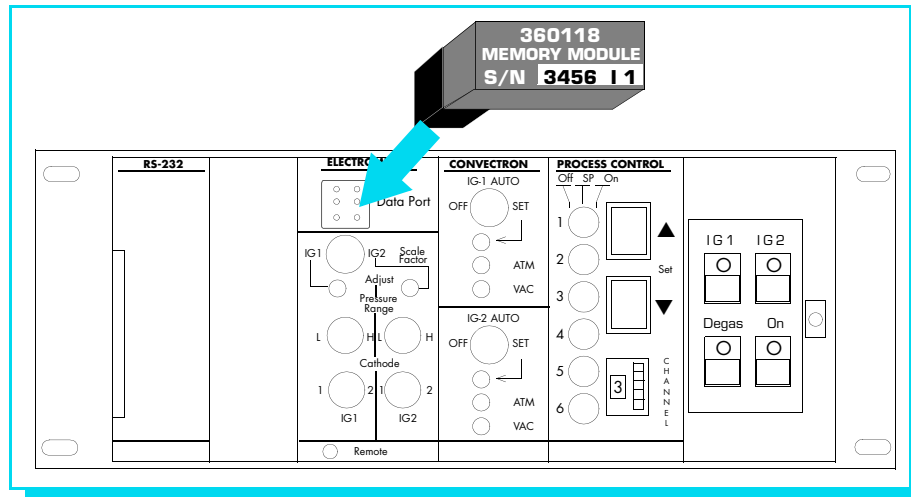 360118
MEMORY MODULE
S/N 3456 I 1
RS-232
Data Port
IG1
IG2
Scale
Factor
Adjust
Pressure
Range
L
H
L
H
Cathode
1
2
1
2
IG1
IG2
Remote
CONVECTRON
IG-1 AUTO
OFF
SET
ATM
VAC
IG-2 AUTO
OFF
SET
ATM
VAC
PROCESS CONTROL
Off SP On
1
2
3
4
5
6
Set
3
CHANNEL
IG1 IG2
Degas On